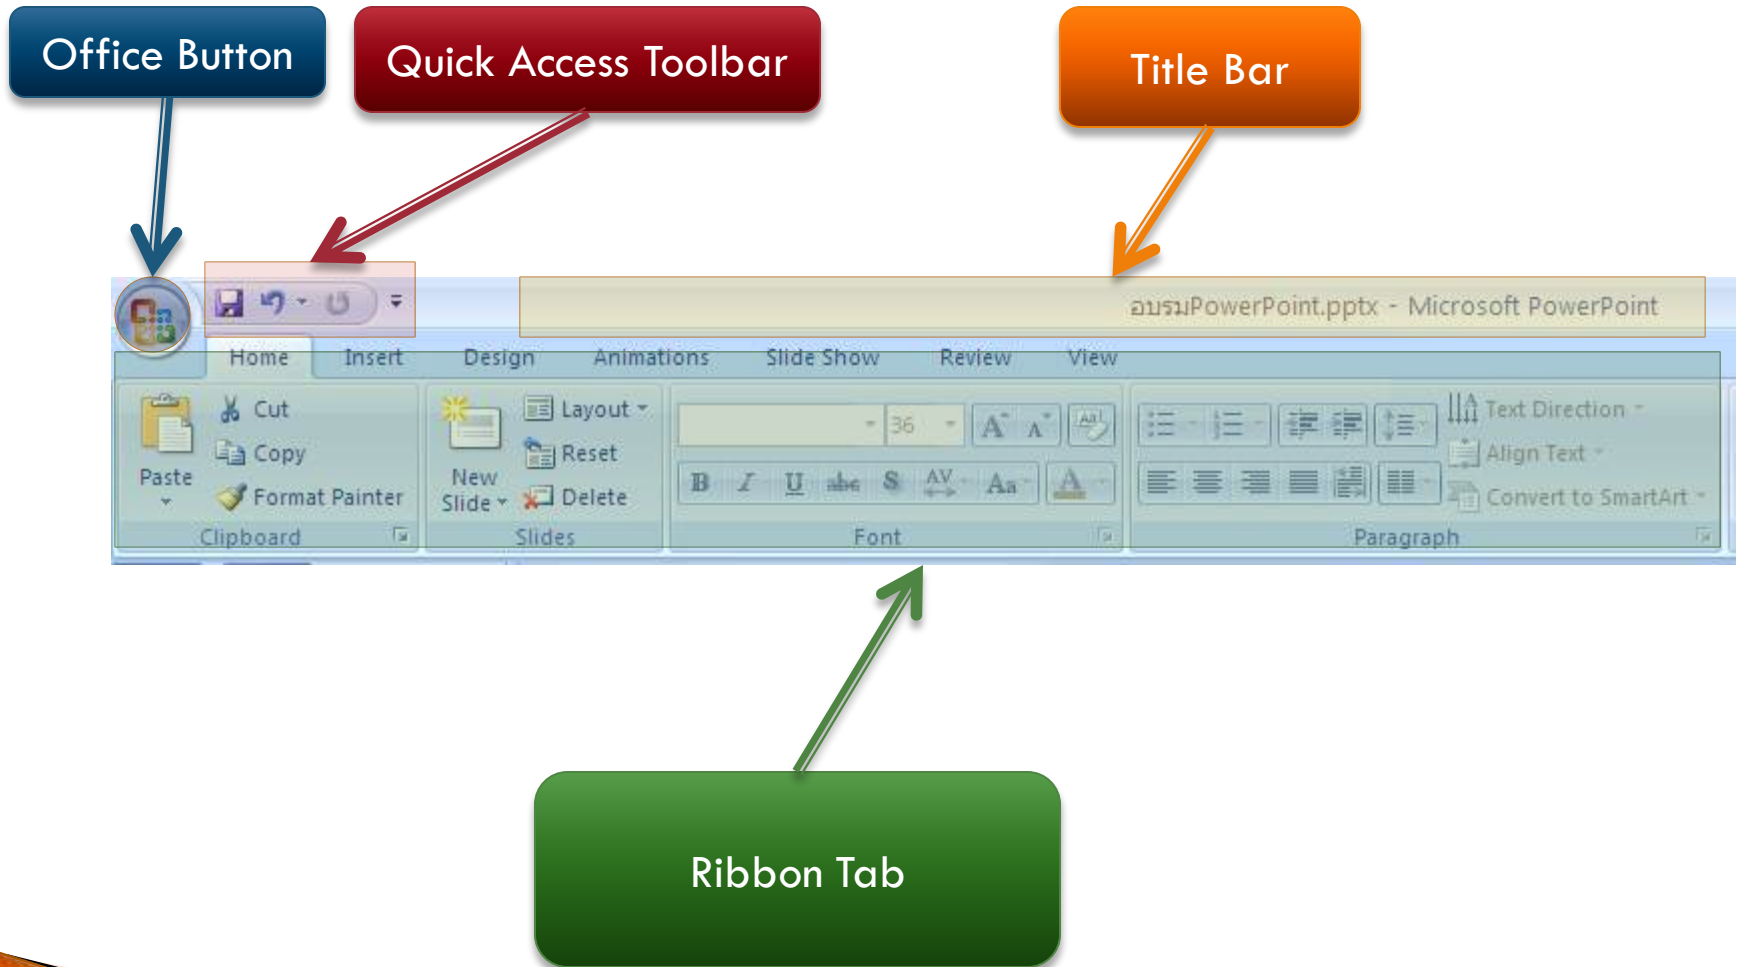 Office Button
Quick Access Toolbar
Title Bar
อบรมPowerPoint.pptx - Microsoft PowerPoint
Home Insert Design Animations Slide Show Review View
Paste
Cut
Copy
Format Painter
Clipboard
New
Slide
Layout
Reset
Delete
Slides
36
A A Aa
B I U abc S AV Aa A
Font
Text Direction
Align Text
Convert to SmartArt
Paragraph
Ribbon Tab